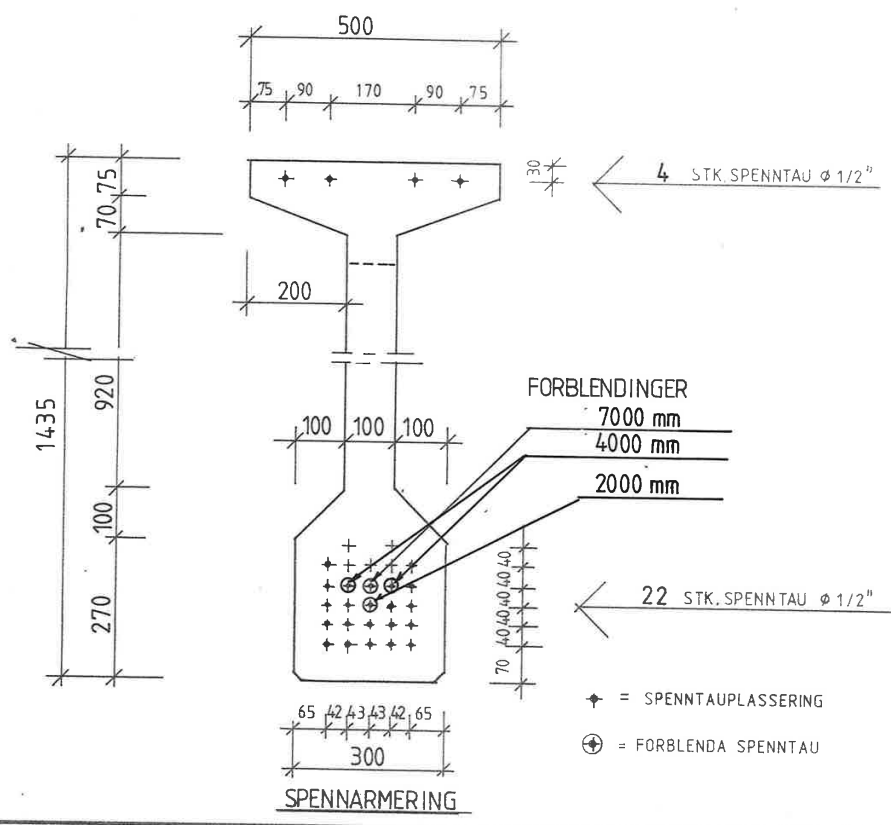 500
75 90 170 90 75
75
70
30
4 STK. SPENNTAU Ø 1/2"
200
920
1435
FORBLENDINGER
7000 mm
4000 mm
2000 mm
100 100 100
100
270
40
40
40
40
40
70
22 STK. SPENNTAU Ø 1/2"
65 42 43 43 42 65
300
SPENNARMERING
= SPENNTAUPLASSERING
= FORBLENDA SPENNTAU